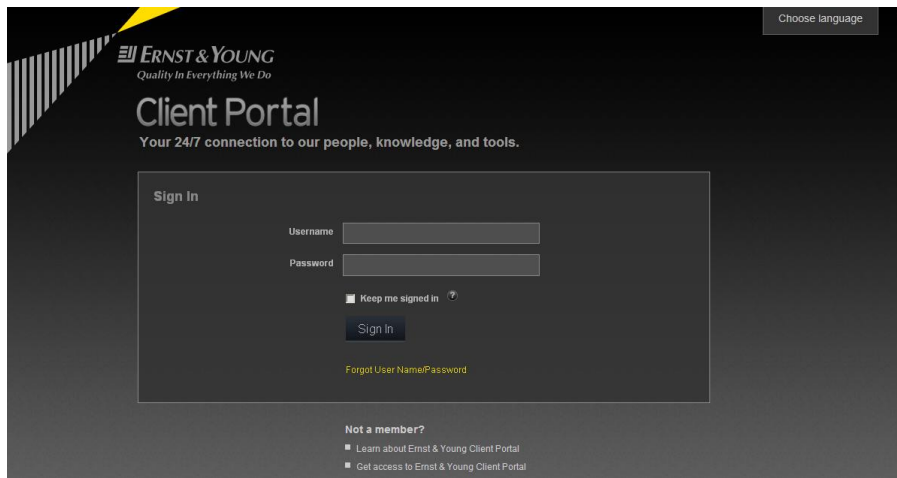 Choose language
ERNST & YOUNG
Quality In Everything We Do
Client Portal
Your 24/7 connection to our people, knowledge, and tools.
Sign In
Username
Password
Keep me signed in ?
Sign In
Forgot User Name/Password
Not a member?
Learn about Ernst & Young Client Portal
Get access to Ernst & Young Client Portal